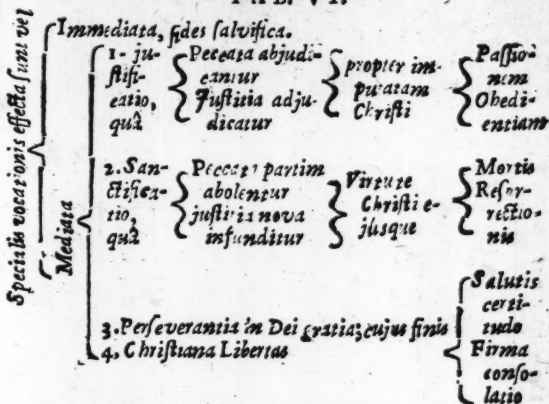 Specialis vocationis effecta sunt vel
Immediata, fides salvifica.
Mediata
1. justifi-
catio,
quâ
Peccata abjudi-
cantur
Justitia adju-
dicatur
propter im-
putatam
Christi
Passio-
nem
Obedi-
entiam
2. San-
ctifica-
tio,
quâ
Peccata partim
abolentur
justitia nova
infunditur
Virtute
Christi e-
jusque
Mortis
Resur-
rectio-
nis
3. Perseverantia in Dei gratia; cujus finis
4. Christiana Libertas
Salutis
certi-
tudo
Firma
conso-
latio